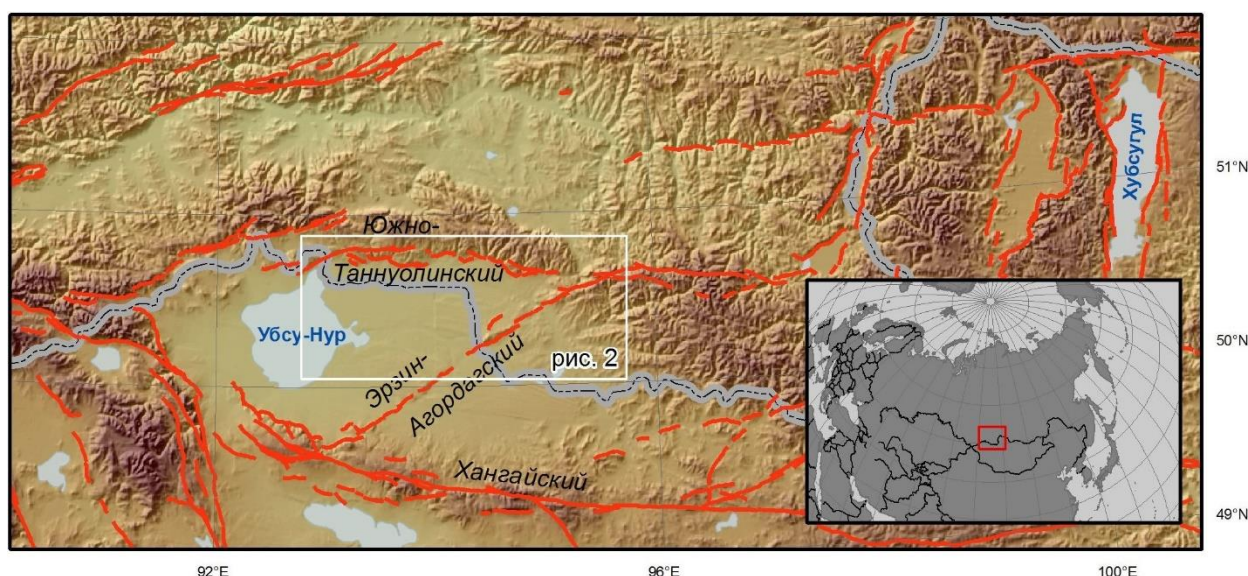 Хубсугул
51°N
Южно-
Таннуолинский
Убсу-Нур
50°N
рис. 2
Эрзин-
Агордагский
Хангайский
49°N
92°E
96°E
100°E